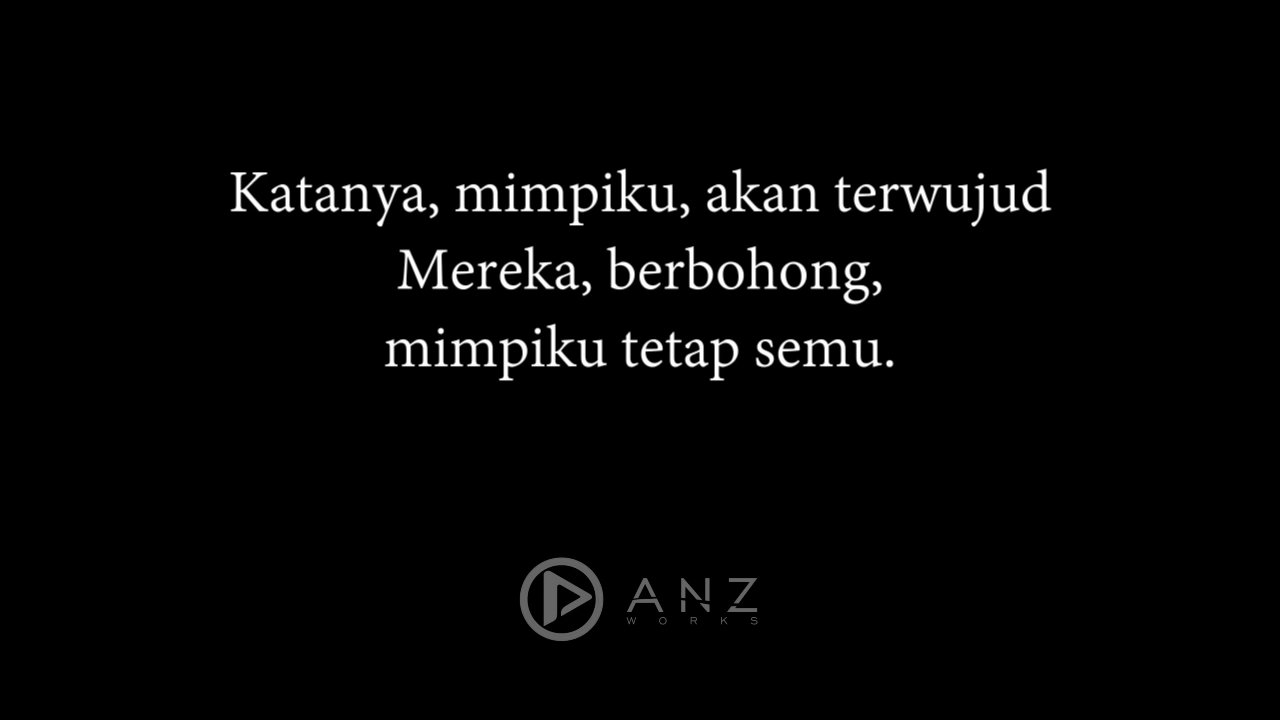 Katanya, mimpiku, akan terwujud
Mereka, berbohong,
mimpiku tetap semu.
ANZ
WORKS